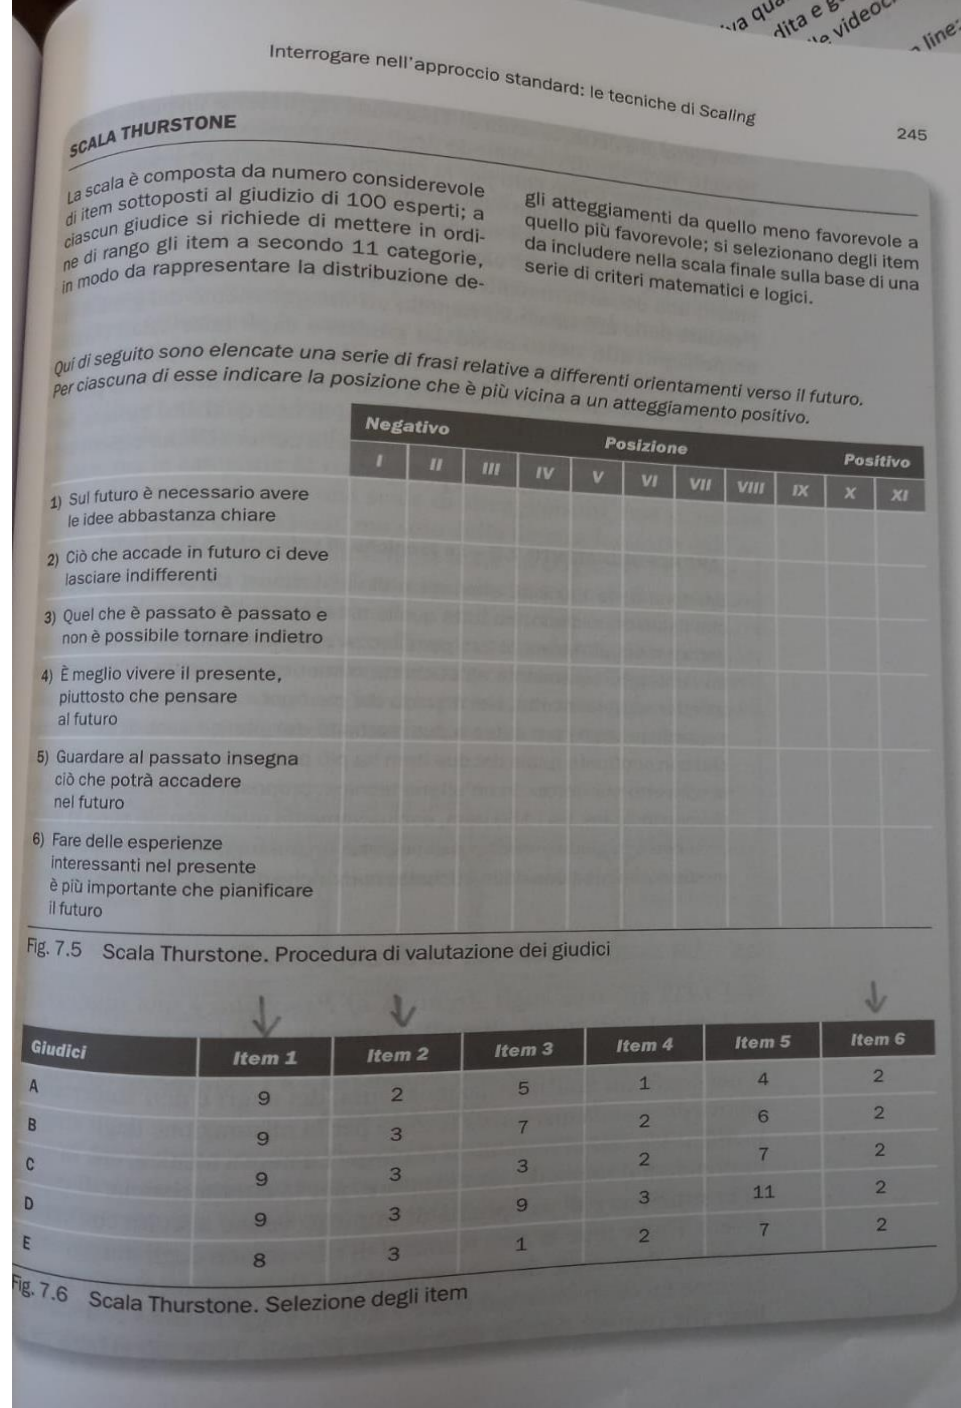 iva qua
dita e g
le videoc
line:
Interrogare nell'approccio standard: le tecniche di Scaling
245
SCALA THURSTONE
La scala è composta da numero considerevole
di item sottoposti al giudizio di 100 esperti; a
ciascun giudice si richiede di mettere in ordi-
ne di rango gli item a secondo 11 categorie,
in modo da rappresentare la distribuzione de-
gli atteggiamenti da quello meno favorevole a
quello più favorevole; si selezionano degli item
da includere nella scala finale sulla base di una
serie di criteri matematici e logici.
Qui di seguito sono elencate una serie di frasi relative a differenti orientamenti verso il futuro.
Per ciascuna di esse indicare la posizione che è più vicina a un atteggiamento positivo.
Negativo Posizione Positivo
I II III IV V VI VII VIII IX X XI
1) Sul futuro è necessario avere
le idee abbastanza chiare
2) Ciò che accade in futuro ci deve
lasciare indifferenti
3) Quel che è passato è passato e
non è possibile tornare indietro
4) È meglio vivere il presente,
piuttosto che pensare
al futuro
5) Guardare al passato insegna
ciò che potrà accadere
nel futuro
6) Fare delle esperienze
interessanti nel presente
è più importante che pianificare
il futuro
Fig. 7.5 Scala Thurstone. Procedura di valutazione dei giudici
Giudici Item 1 Item 2 Item 3 Item 4 Item 5 Item 6
A 9 2 5 1 4 2
B 9 3 7 2 6 2
C 9 3 3 2 7 2
D 9 3 9 3 11 2
E 8 3 1 2 7 2
Fig. 7.6 Scala Thurstone. Selezione degli item